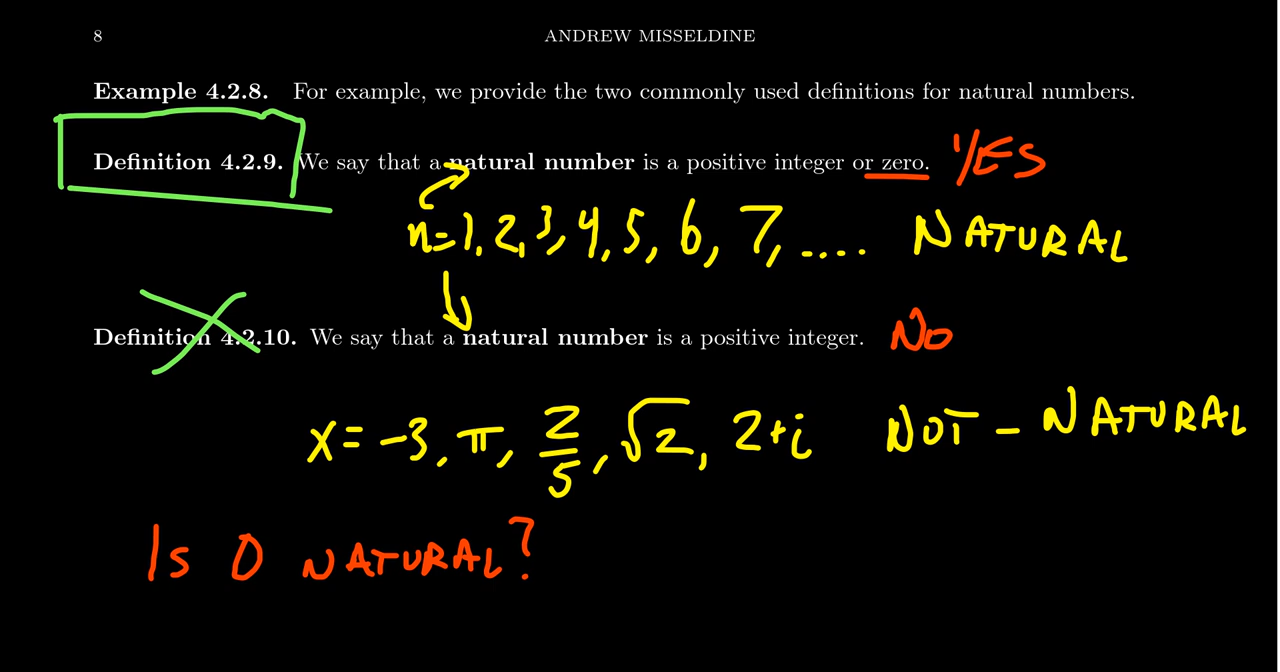 8 ANDREW MISSELDINE
Example 4.2.8. For example, we provide the two commonly used definitions for natural numbers.
Definition 4.2.9. We say that a natural number is a positive integer or zero. YES
n=1, 2, 3, 4, 5, 6, 7, .... NATURAL
Definition 4.2.10. We say that a natural number is a positive integer. NO
x = -3, π, 2/5, √2, 2+i NOT - NATURAL
Is 0 NATURAL?